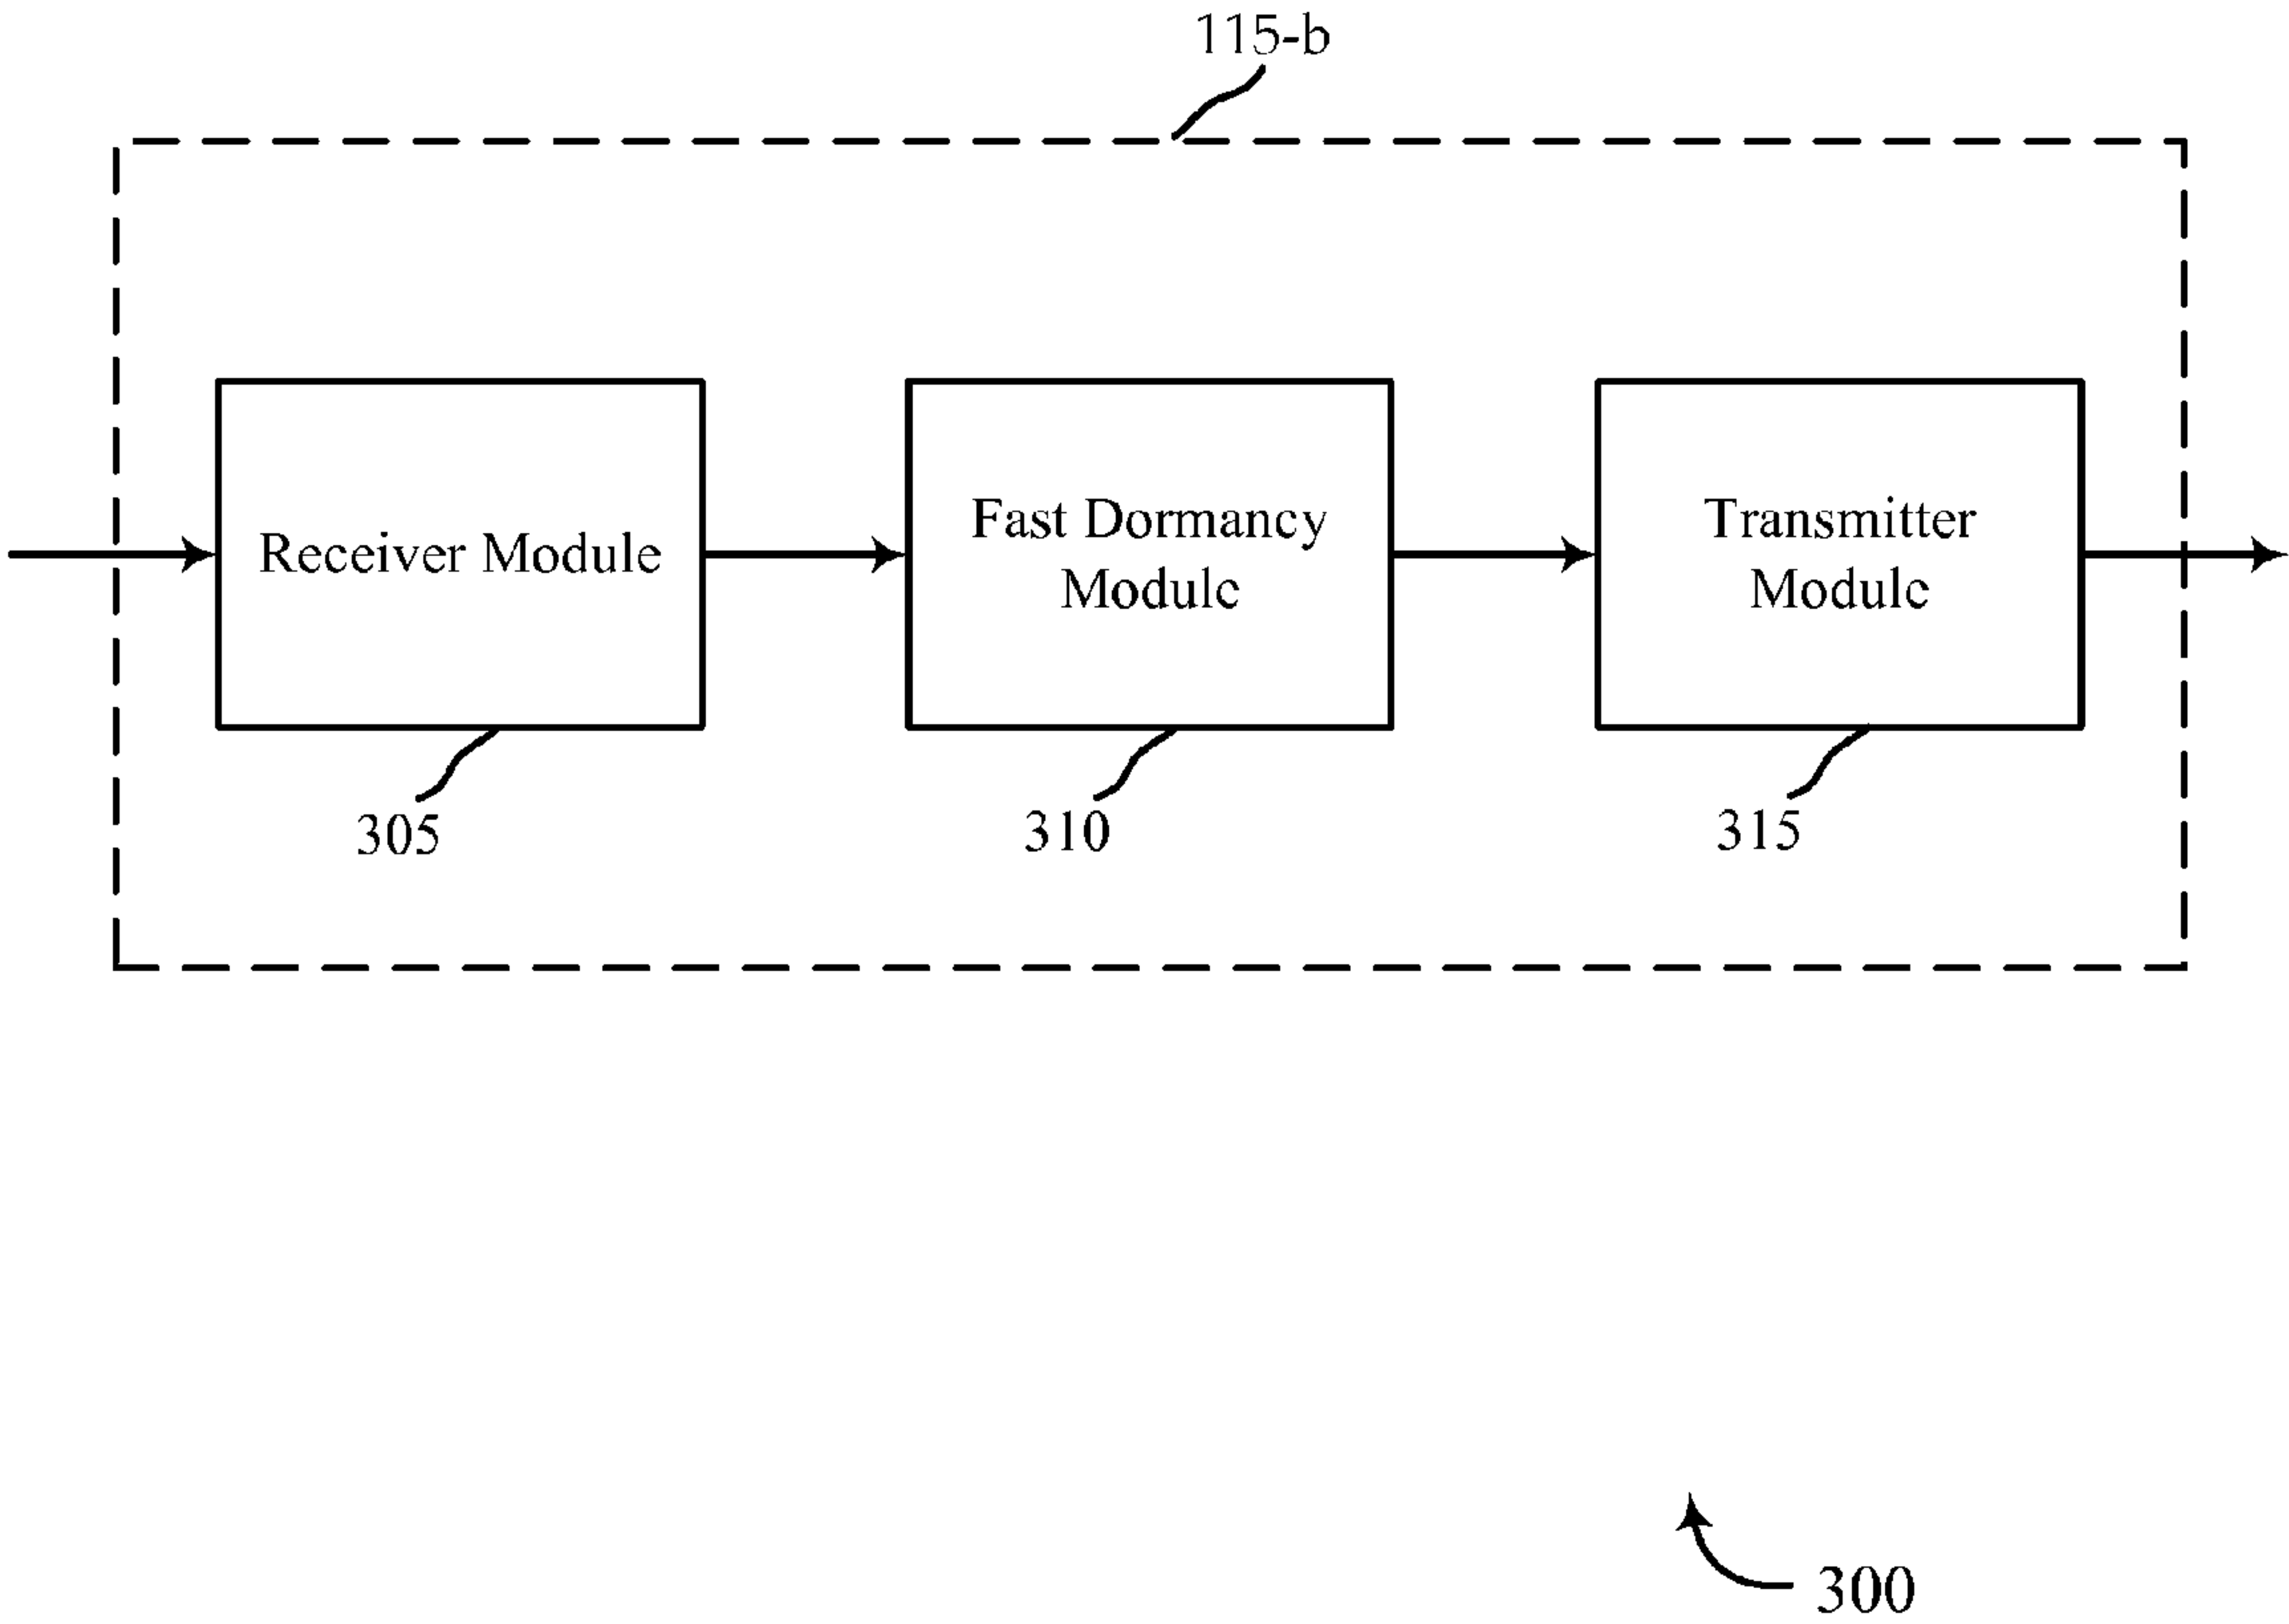 115-b
Receiver Module
Fast Dormancy
Module
Transmitter
Module
305
310
315
300